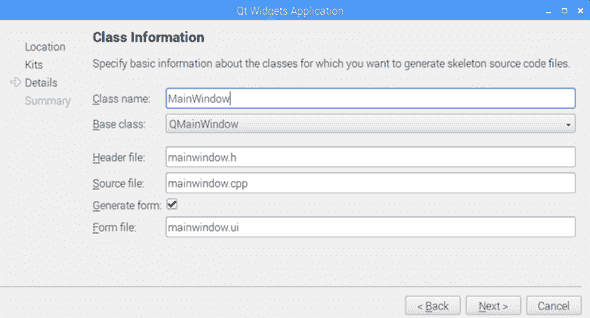 Qt Widgets Application
Location
Kits
Details
Summary
Class Information
Specify basic information about the classes for which you want to generate skeleton source code files.
Class name: MainWindow
Base class: QMainWindow
Header file: mainwindow.h
Source file: mainwindow.cpp
Generate form:
Form file: mainwindow.ui
< Back Next > Cancel